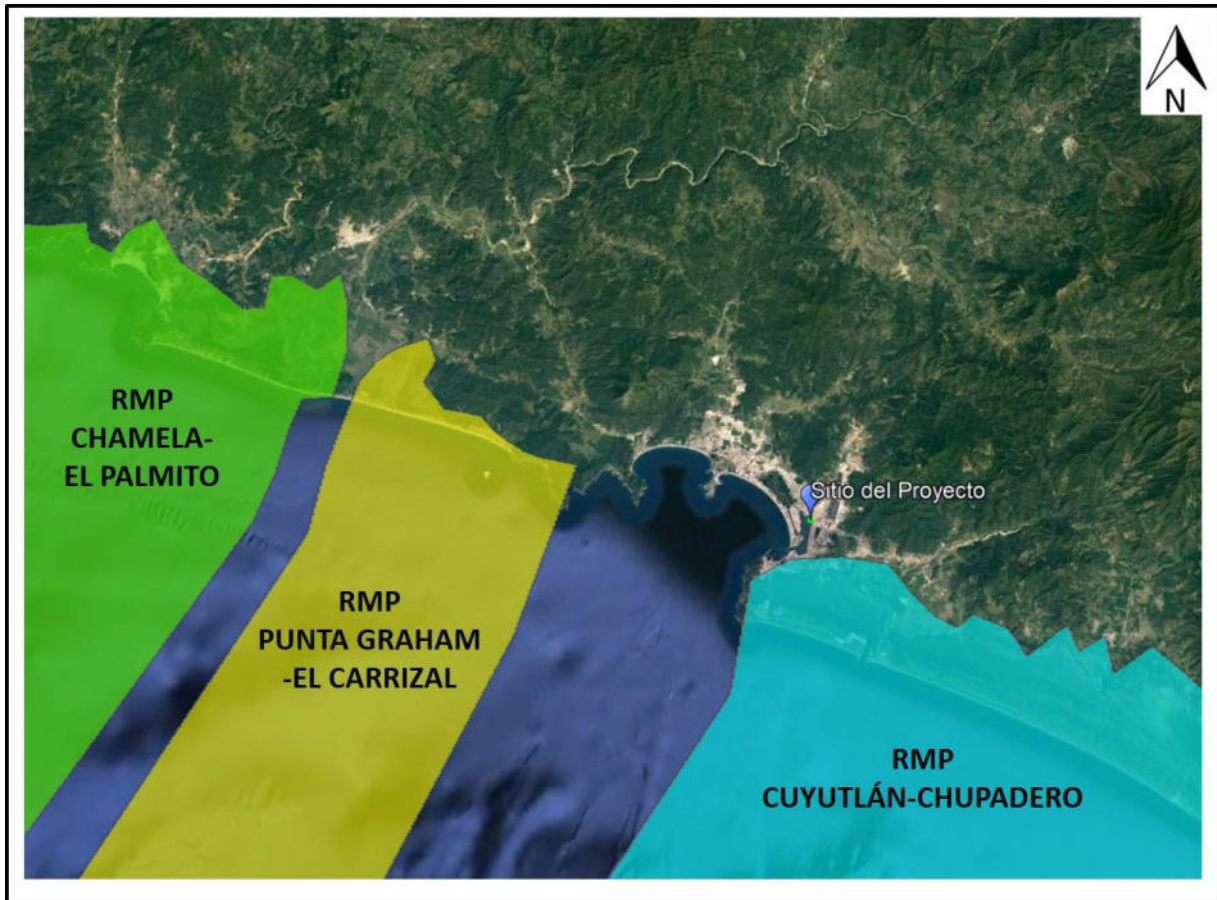 N
Sitio del Proyecto
RMP
CHAMELA-
EL PALMITO
RMP
PUNTA GRAHAM
-EL CARRIZAL
RMP
CUYUTLÁN-CHUPADERO